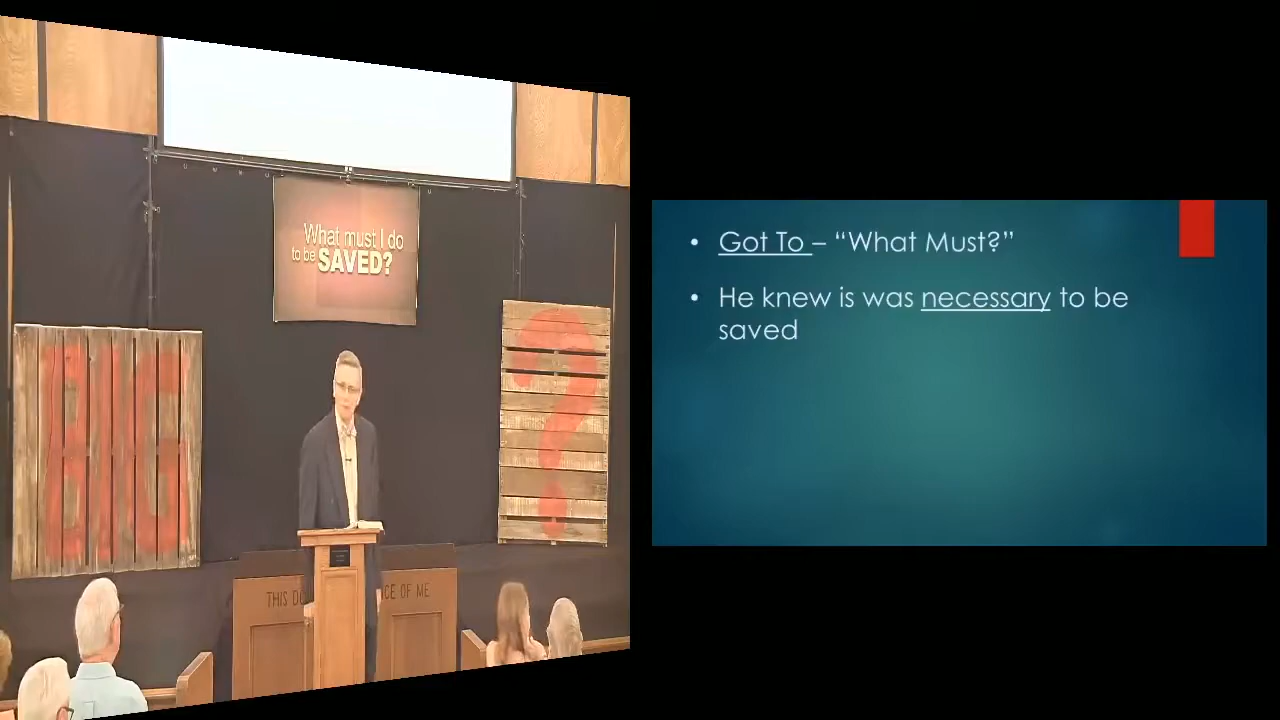 What must I do
to be SAVED?
BIG
?
THIS DO
CE OF ME
• Got To – “What Must?”
• He knew is was necessary to be
saved